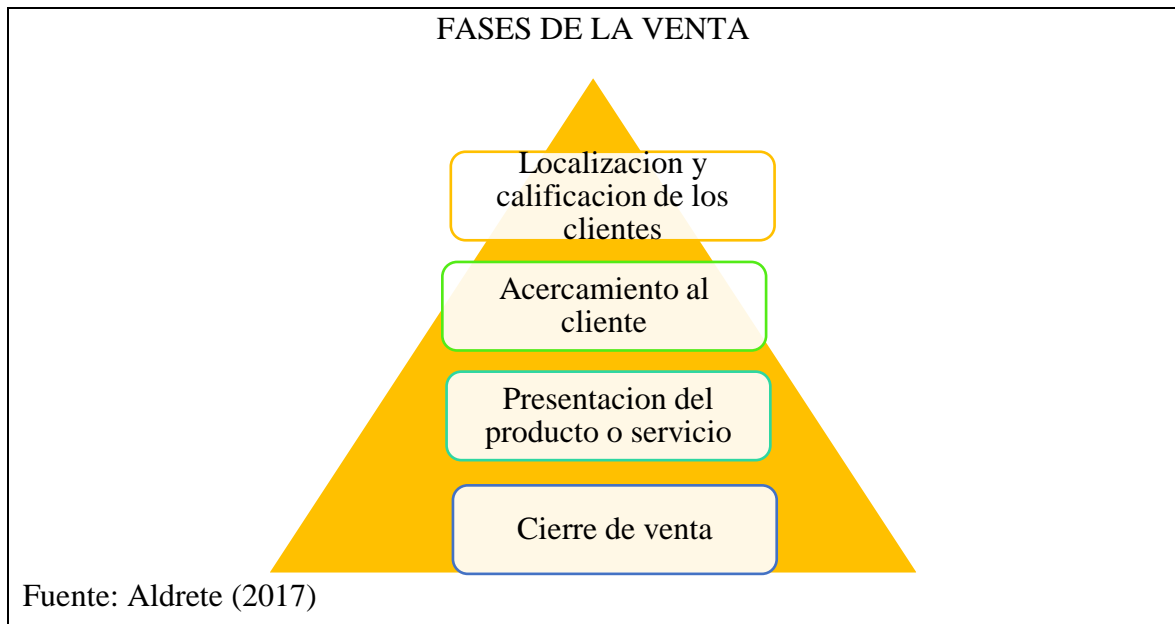 FASES DE LA VENTA
Localizacion y
calificacion de los
clientes
Acercamiento al
cliente
Presentacion del
producto o servicio
Cierre de venta
Fuente: Aldrete (2017)